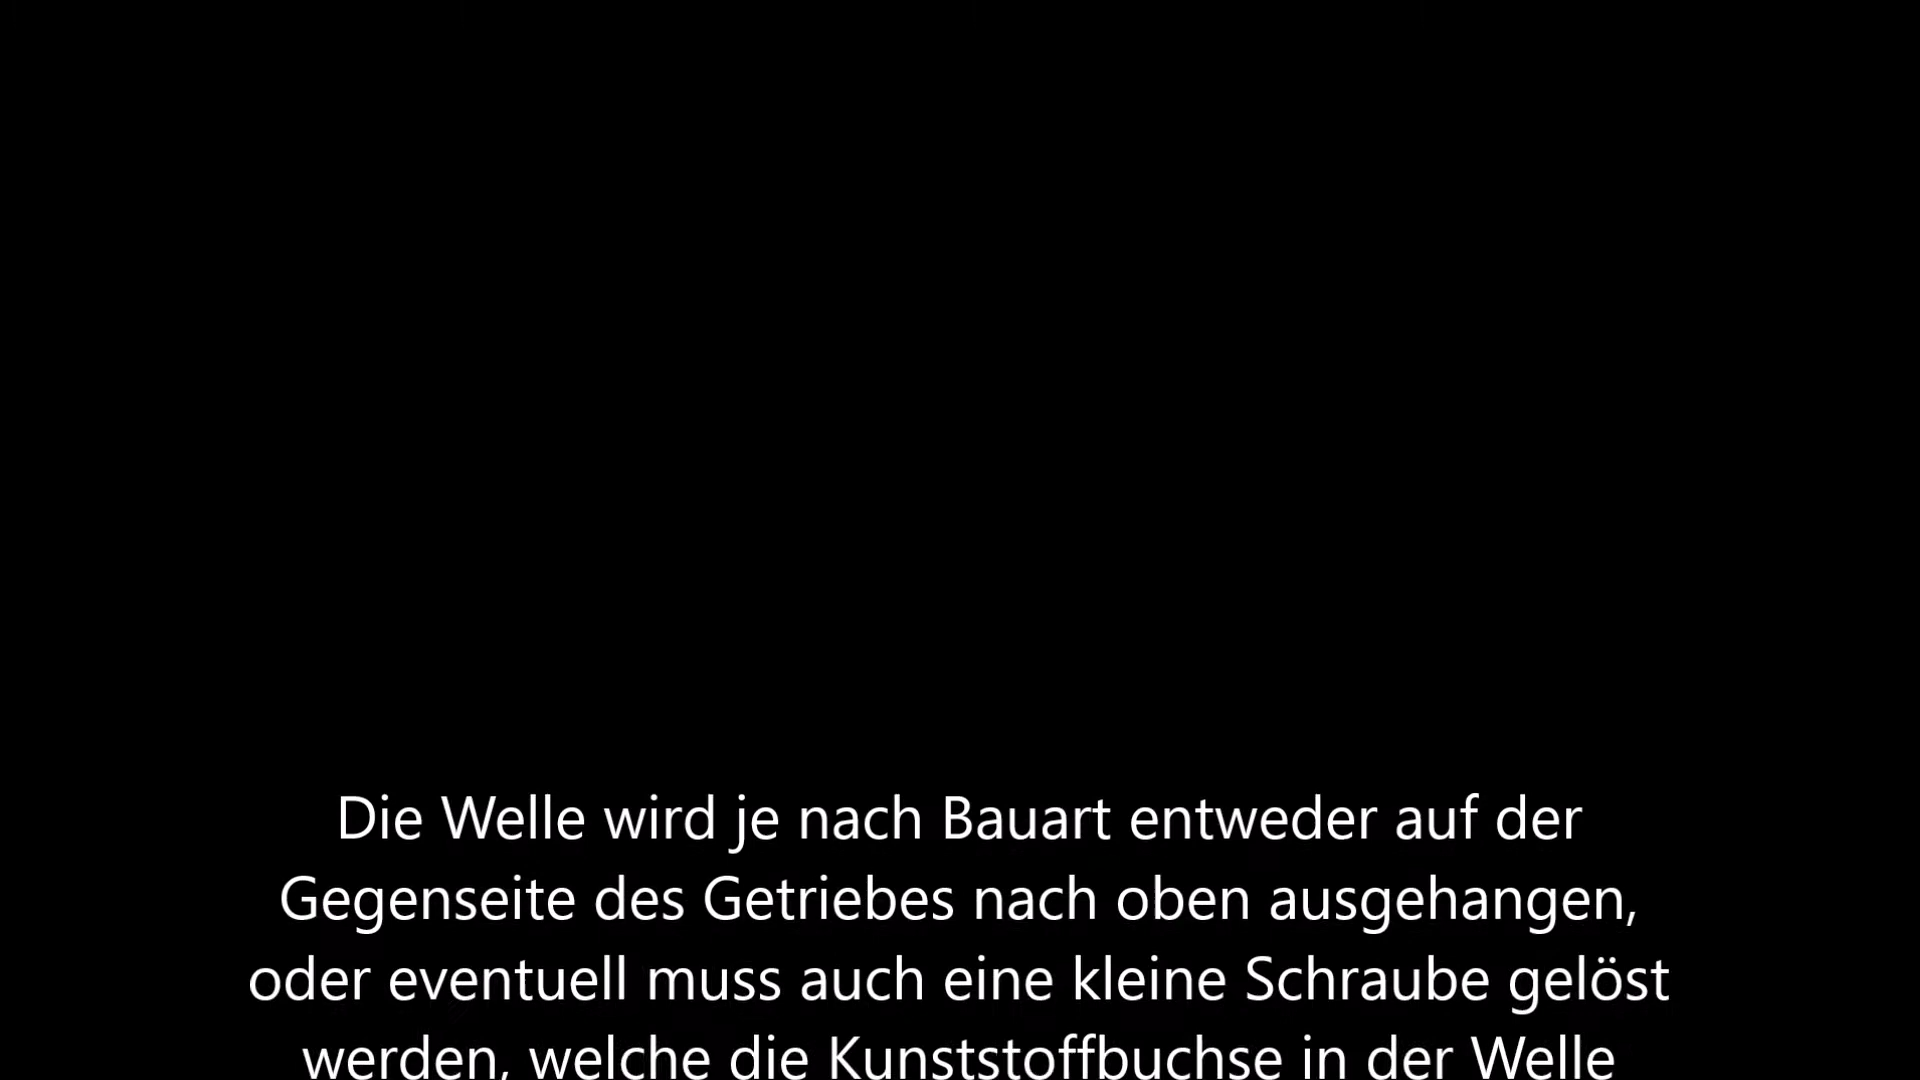 Die Welle wird je nach Bauart entweder auf der
Gegenseite des Getriebes nach oben ausgehangen,
oder eventuell muss auch eine kleine Schraube gelöst
werden, welche die Kunststoffbuchse in der Welle